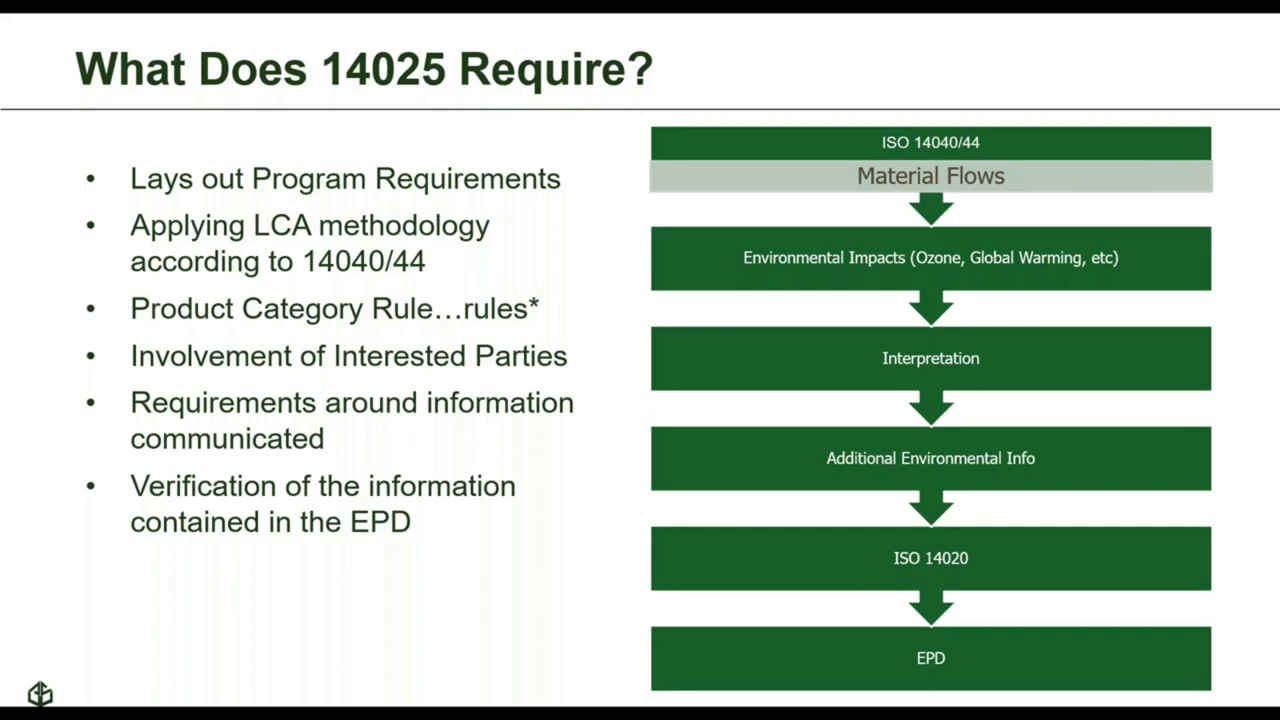 What Does 14025 Require?
• Lays out Program Requirements
• Applying LCA methodology
according to 14040/44
• Product Category Rule…rules*
• Involvement of Interested Parties
• Requirements around information
communicated
• Verification of the information
contained in the EPD
ISO 14040/44
Material Flows
Environmental Impacts (Ozone, Global Warming, etc)
Interpretation
Additional Environmental Info
ISO 14020
EPD